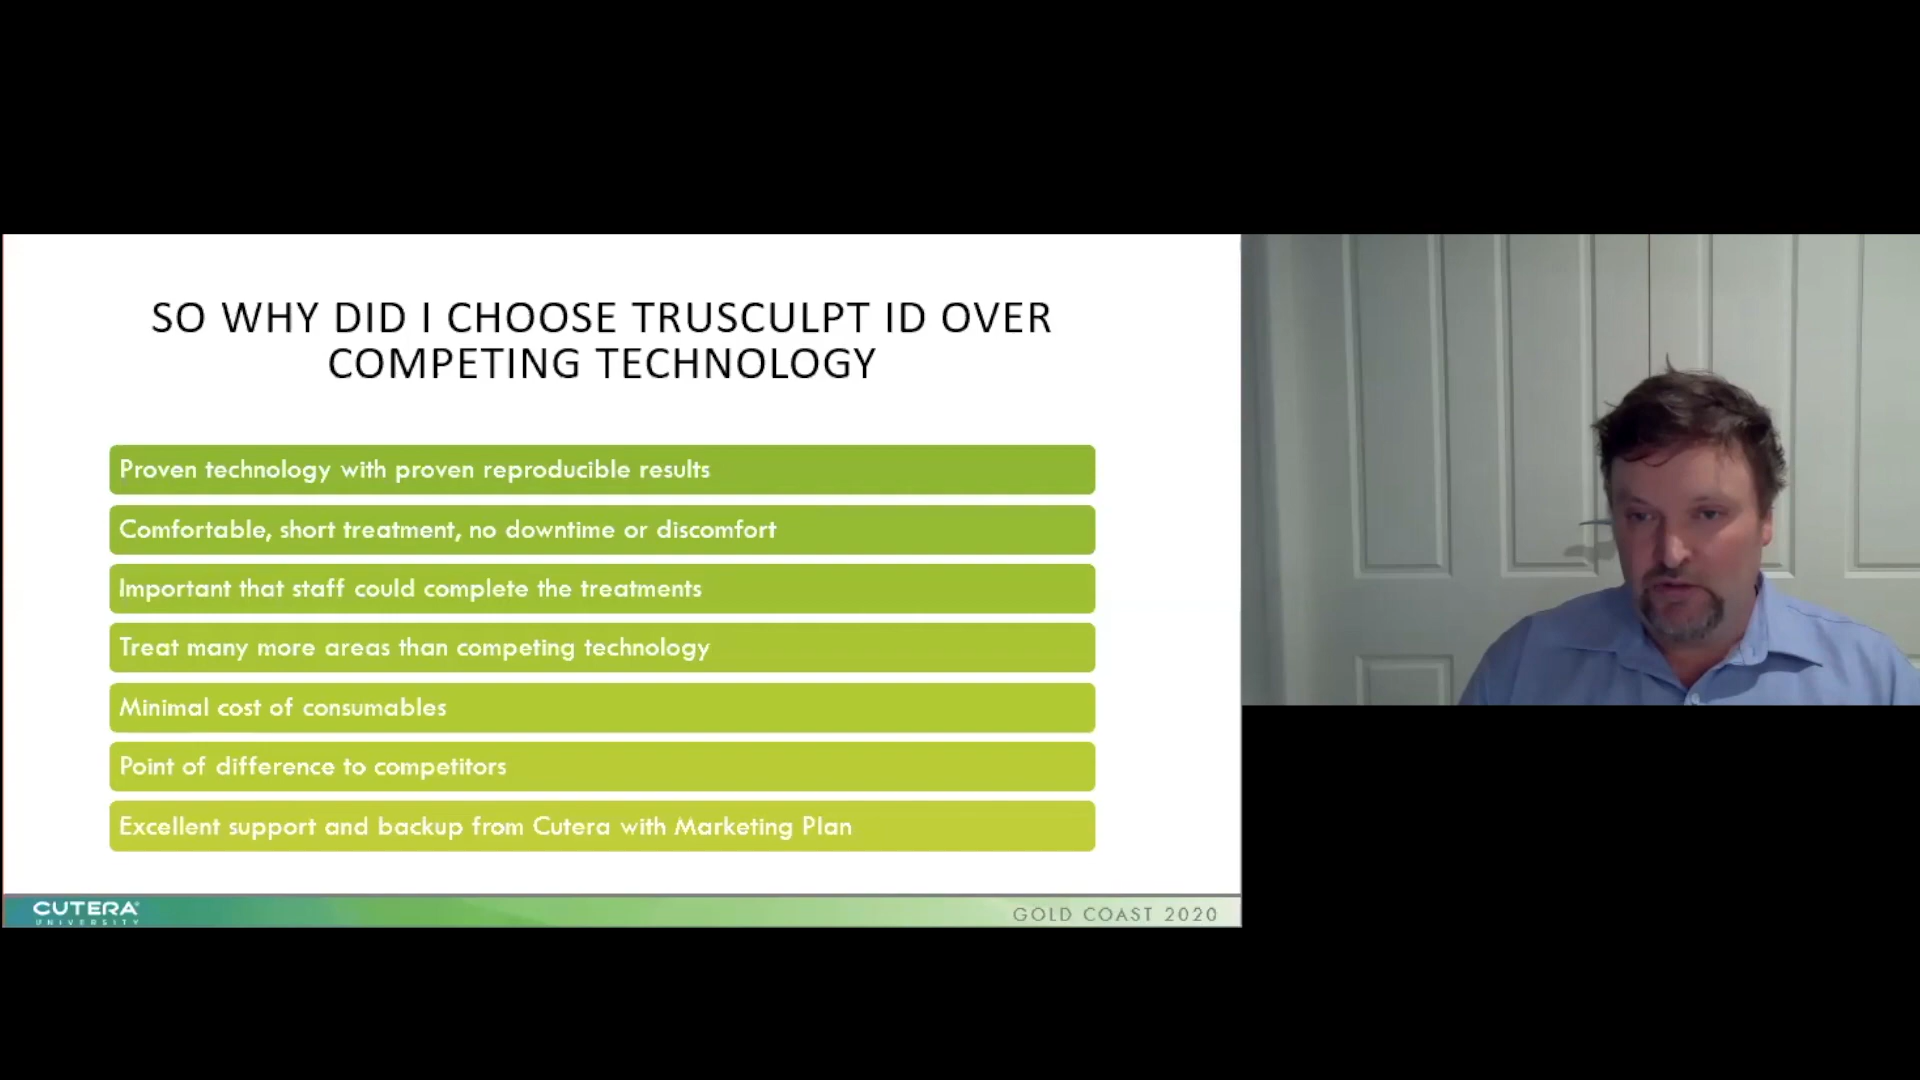 SO WHY DID I CHOOSE TRUSCULPT ID OVER
COMPETING TECHNOLOGY
Proven technology with proven reproducible results
Comfortable, short treatment, no downtime or discomfort
Important that staff could complete the treatments
Treat many more areas than competing technology
Minimal cost of consumables
Point of difference to competitors
Excellent support and backup from Cutera with Marketing Plan
CUTERA®
UNIVERSITY
GOLD COAST 2020